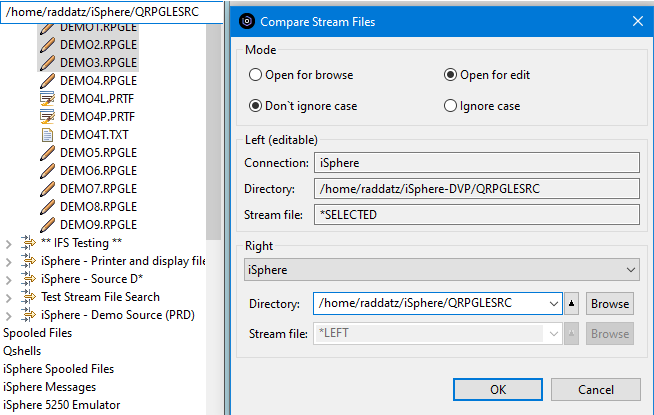 /home/raddatz/iSphere/QRPGLESRC
DEMO1.RPGLE
DEMO2.RPGLE
DEMO3.RPGLE
DEMO4.RPGLE
DEMO4L.PRTF
DEMO4P.PRTF
DEMO4T.TXT
DEMO5.RPGLE
DEMO6.RPGLE
DEMO7.RPGLE
DEMO8.RPGLE
DEMO9.RPGLE
** IFS Testing **
iSphere - Printer and display file
iSphere - Source D*
Test Stream File Search
iSphere - Demo Source (PRD)
Spooled Files
Qshells
iSphere Spooled Files
iSphere Messages
iSphere 5250 Emulator
Compare Stream Files
Mode
Open for browse Open for edit
Don`t ignore case Ignore case
Left (editable)
Connection: iSphere
Directory: /home/raddatz/iSphere-DVP/QRPGLESRC
Stream file: *SELECTED
Right
iSphere
Directory: /home/raddatz/iSphere/QRPGLESRC Browse
Stream file: *LEFT Browse
OK Cancel